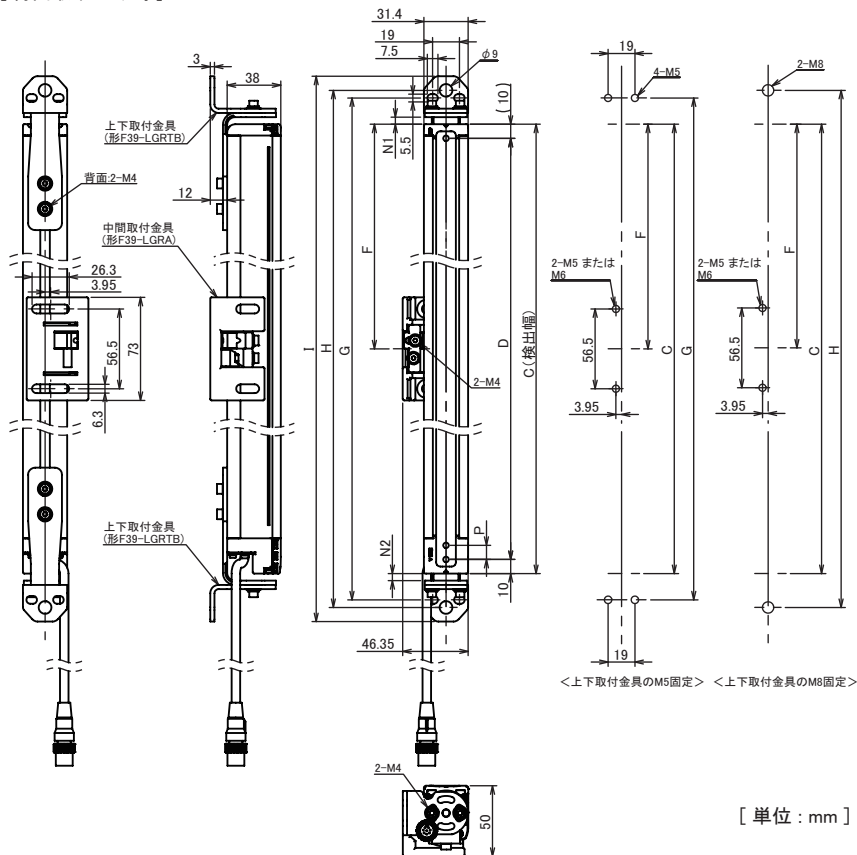 31.4
19
7.5
φ9
3
38
(10)
上下取付金具
(形F39-LGRTB)
N1
5.5
背面:2-M4
12
中間取付金具
(形F39-LGRA)
26.3
3.95
56.5
73
6.3
I
H
G
F
D
C(検出幅)
2-M4
上下取付金具
(形F39-LGRTB)
N2
P
10
46.35
19
4-M5
2-M8
F
2-M5 または
M6
56.5
3.95
C
G
F
2-M5 または
M6
56.5
3.95
C
H
19
<上下取付金具のM5固定>
<上下取付金具のM8固定>
2-M4
50
[ 単位 : mm ]